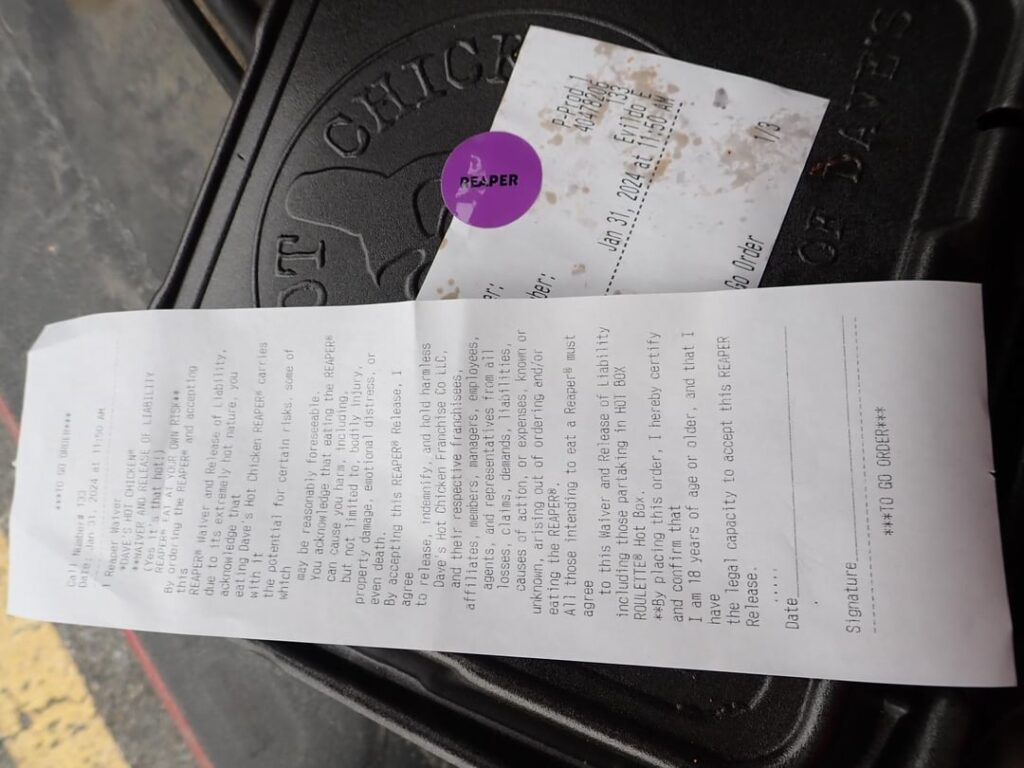 ***TO GO ORDER***
Call Number: 133
Date: Jan 31, 2024 at 11:50 AM
1 Reaper Waiver
*DAVE'S HOT CHICKEN®
**WAIVER AND RELEASE OF LIABILITY
(Yes it's that hot!)
REAPER® EAT AT YOUR OWN RISK**
By ordering the REAPER® and accepting
this
REAPER® Waiver and Release of Liability,
due to its extremely hot nature, you
acknowledge that
eating Dave's Hot Chicken REAPER® carries
with it
the potential for certain risks, some of
which
may be reasonably foreseeable.
You acknowledge that eating the REAPER®
can cause you harm, including,
but not limited to, bodily injury,
property damage, emotional distress, or
even death.
By accepting this REAPER® Release, I
agree
to release, indemnify, and hold harmless
Dave's Hot Chicken Franchise Co LLC,
and their respective franchisees,
affiliates, members, managers, employees,
agents, and representatives from all
losses, claims, demands, liabilities,
causes of action, or expenses, known or
unknown, arising out of ordering and/or
eating the REAPER®.
All those intending to eat a Reaper® must
agree
to this Waiver and Release of Liability
including those partaking in HOT BOX
ROULETTER® Hot Box.
**By placing this order, I hereby certify
and confirm that
I am 18 years of age or older, and that I
have
the legal capacity to accept this REAPER
Release.
....
Date
Signature
***TO GO ORDER***
REAPER
P-Prod 1
133
Jan 31, 2024 at 11:50 AM
1/3
Go Order
HOT CHICKEN
OF DAVE'S